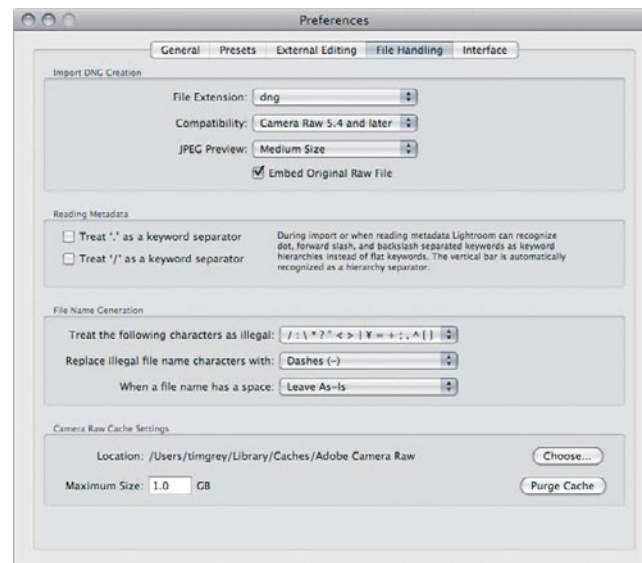 Preferences
General Presets External Editing File Handling Interface
Import DNG Creation
File Extension: dng
Compatibility: Camera Raw 5.4 and later
JPEG Preview: Medium Size
Embed Original Raw File
Reading Metadata
Treat '.' as a keyword separator
Treat '/' as a keyword separator
During import or when reading metadata Lightroom can recognize
dot, forward slash, and backslash separated keywords as keyword
hierarchies instead of flat keywords. The vertical bar is automatically
recognized as a hierarchy separator.
File Name Generation
Treat the following characters as illegal: / : \ * ? " < > | ¥ = + ; , ^ [ ]
Replace illegal file name characters with: Dashes (-)
When a file name has a space: Leave As-Is
Camera Raw Cache Settings
Location: /Users/timgrey/Library/Caches/Adobe Camera Raw Choose...
Maximum Size: 1.0 GB Purge Cache